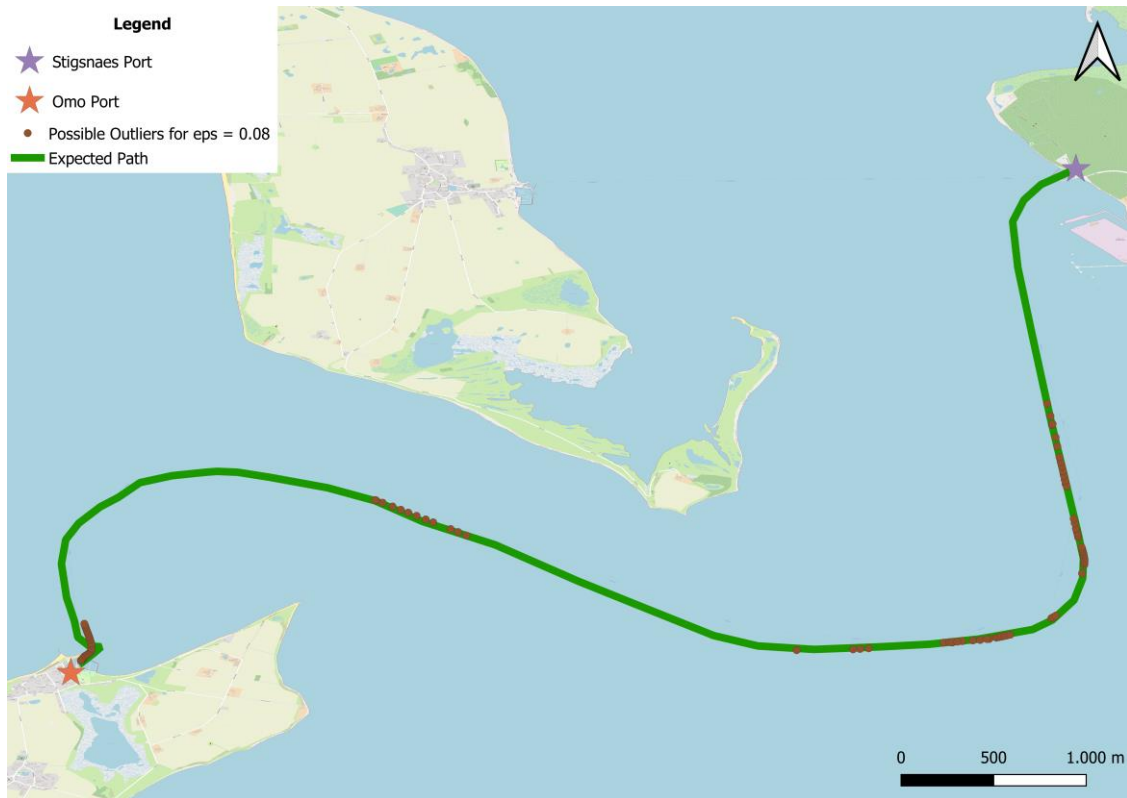 Legend
Stigsnaes Port
Omo Port
Possible Outliers for eps = 0.08
Expected Path
0 500 1.000 m